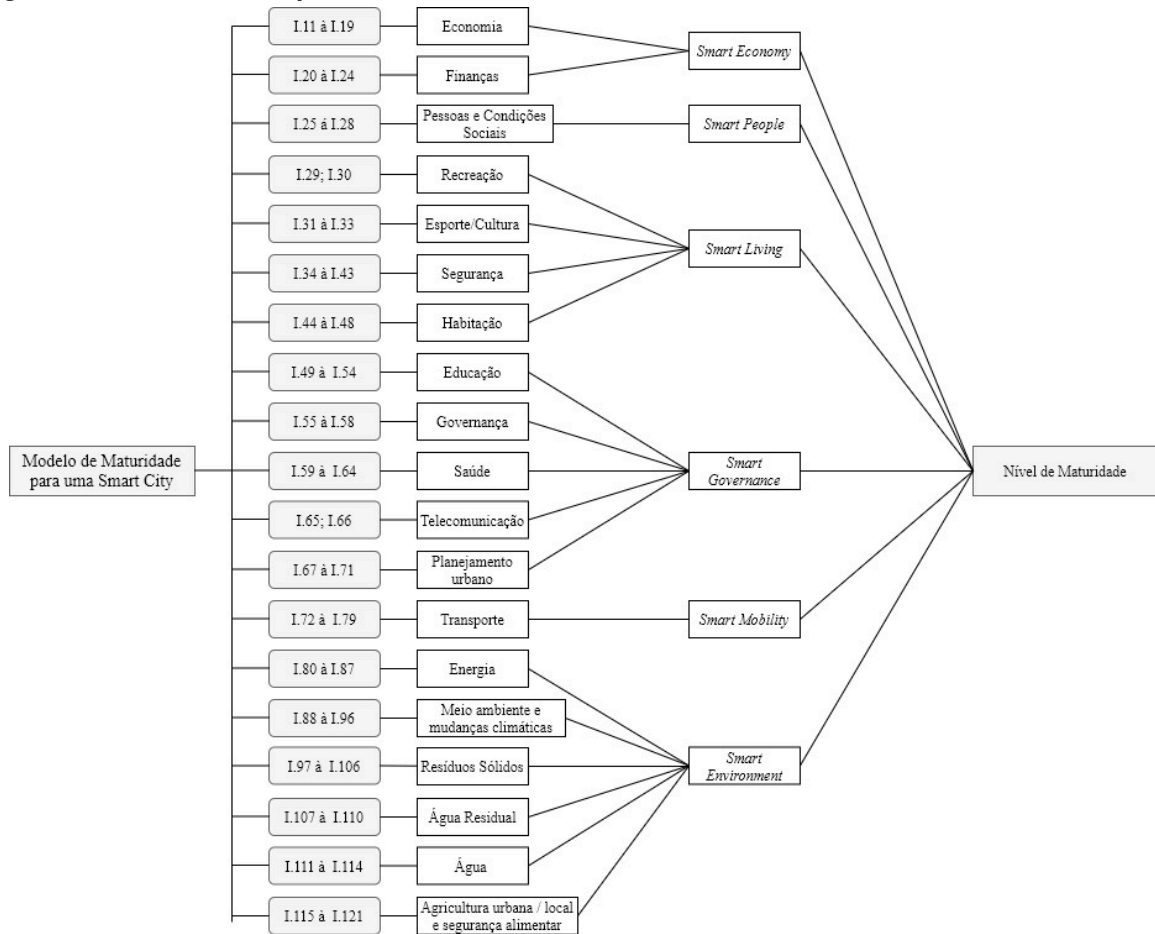 I.11 à I.19
Economia
Smart Economy
I.20 à I.24
Finanças
I.25 à I.28
Pessoas e Condições
Sociais
Smart People
I.29; I.30
Recreação
I.31 à I.33
Esporte/Cultura
Smart Living
I.34 à I.43
Segurança
I.44 à I.48
Habitação
I.49 à I.54
Educação
I.55 à I.58
Governança
Modelo de Maturidade
para uma Smart City
I.59 à I.64
Saúde
Smart
Governance
Nível de Maturidade
I.65; I.66
Telecomunicação
I.67 à I.71
Planejamento
urbano
I.72 à I.79
Transporte
Smart Mobility
I.80 à I.87
Energia
I.88 à I.96
Meio ambiente e
mudanças climáticas
I.97 à I.106
Resíduos Sólidos
Smart
Environment
I.107 à I.110
Água Residual
I.111 à I.114
Água
I.115 à I.121
Agricultura urbana / local
e segurança alimentar